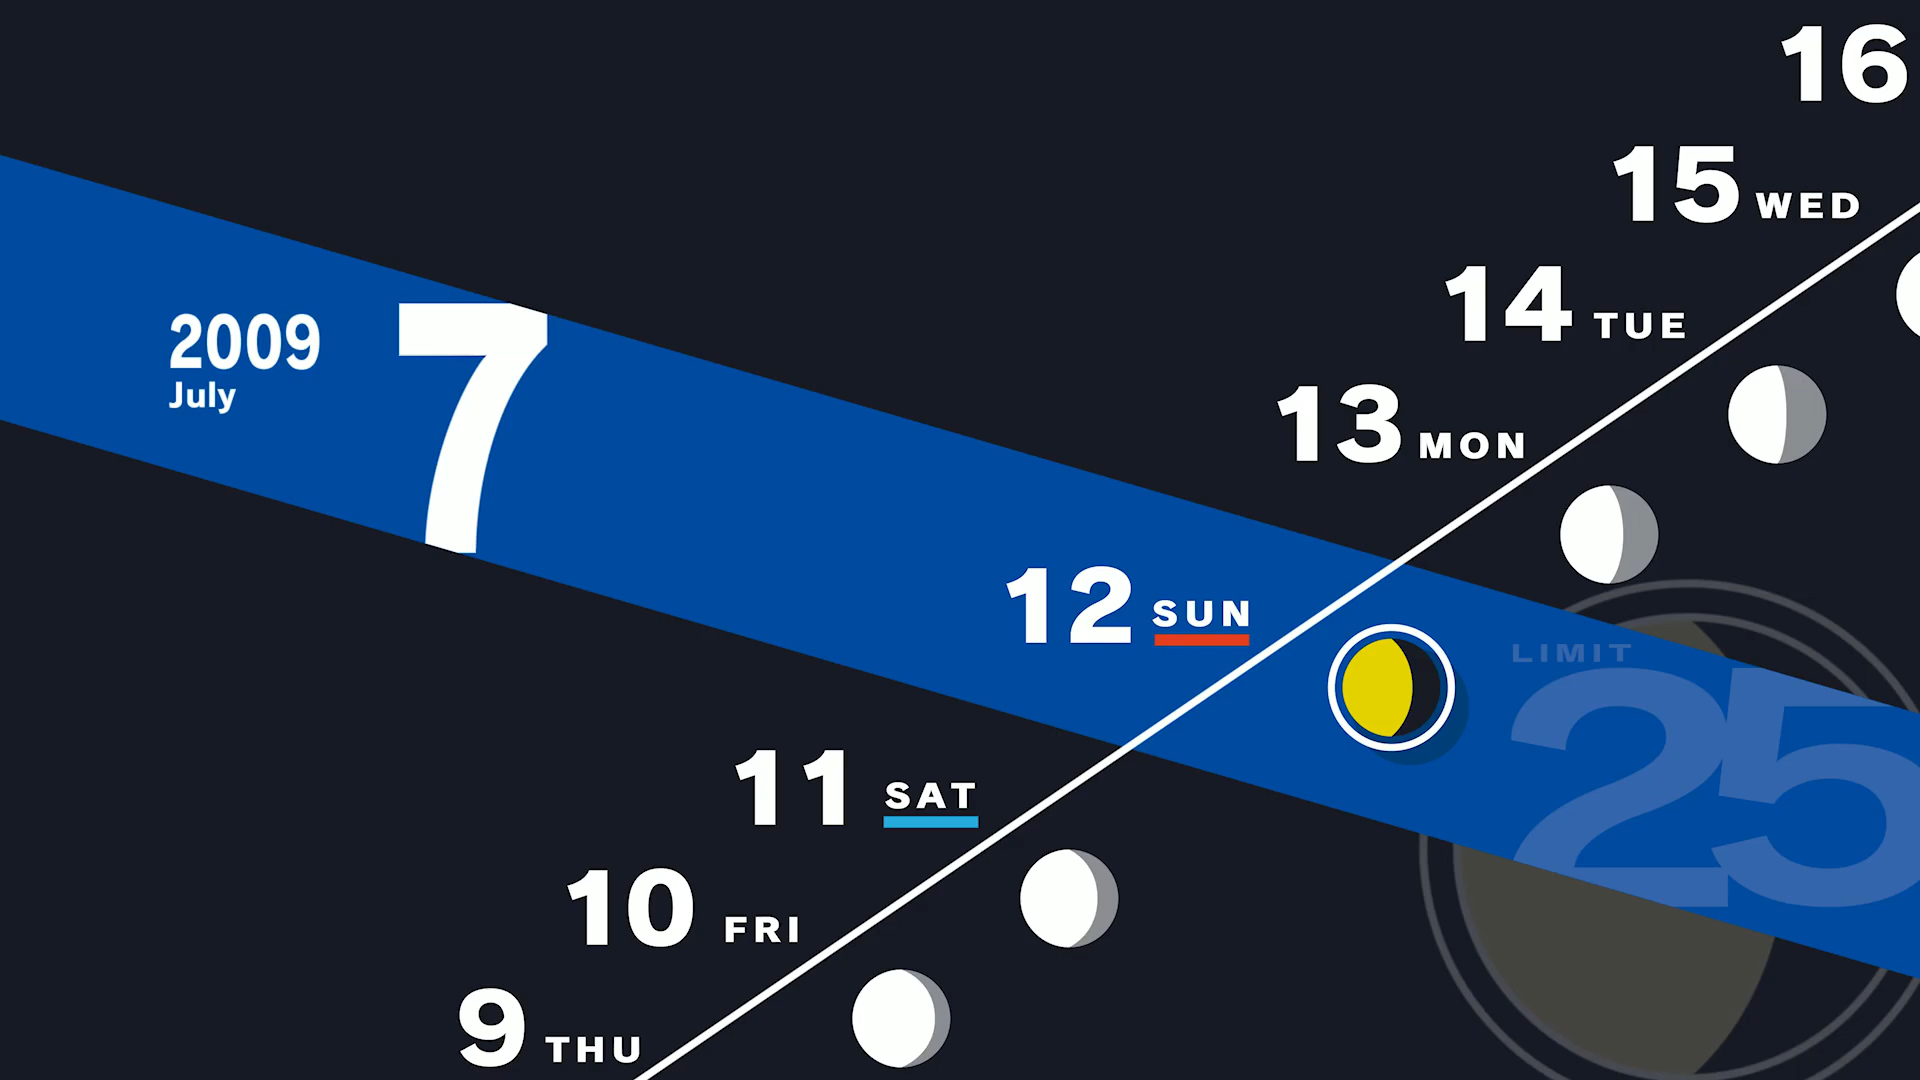 2009
July
7
16
15 WED
14 TUE
13 MON
12 SUN
11 SAT
10 FRI
9 THU
LIMIT
25